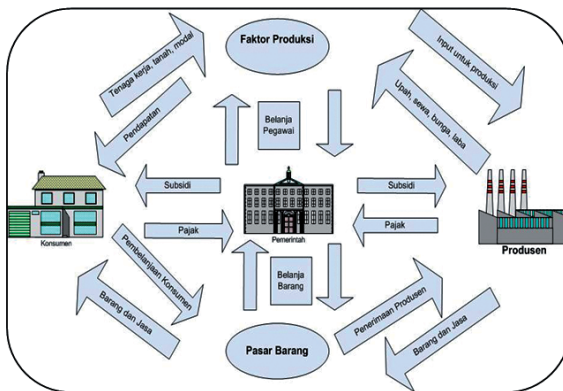 Faktor Produksi
Tenaga kerja, tanah, modal
Input untuk produksi
Pendapatan
Belanja
Pegawai
Upah, sewa, bunga, laba
Subsidi
Subsidi
Konsumen
Pajak
Pemerintah
Pajak
Produsen
Pembelanjaan Konsumen
Belanja
Barang
Penerimaan Produsen
Barang dan Jasa
Pasar Barang
Barang dan Jasa